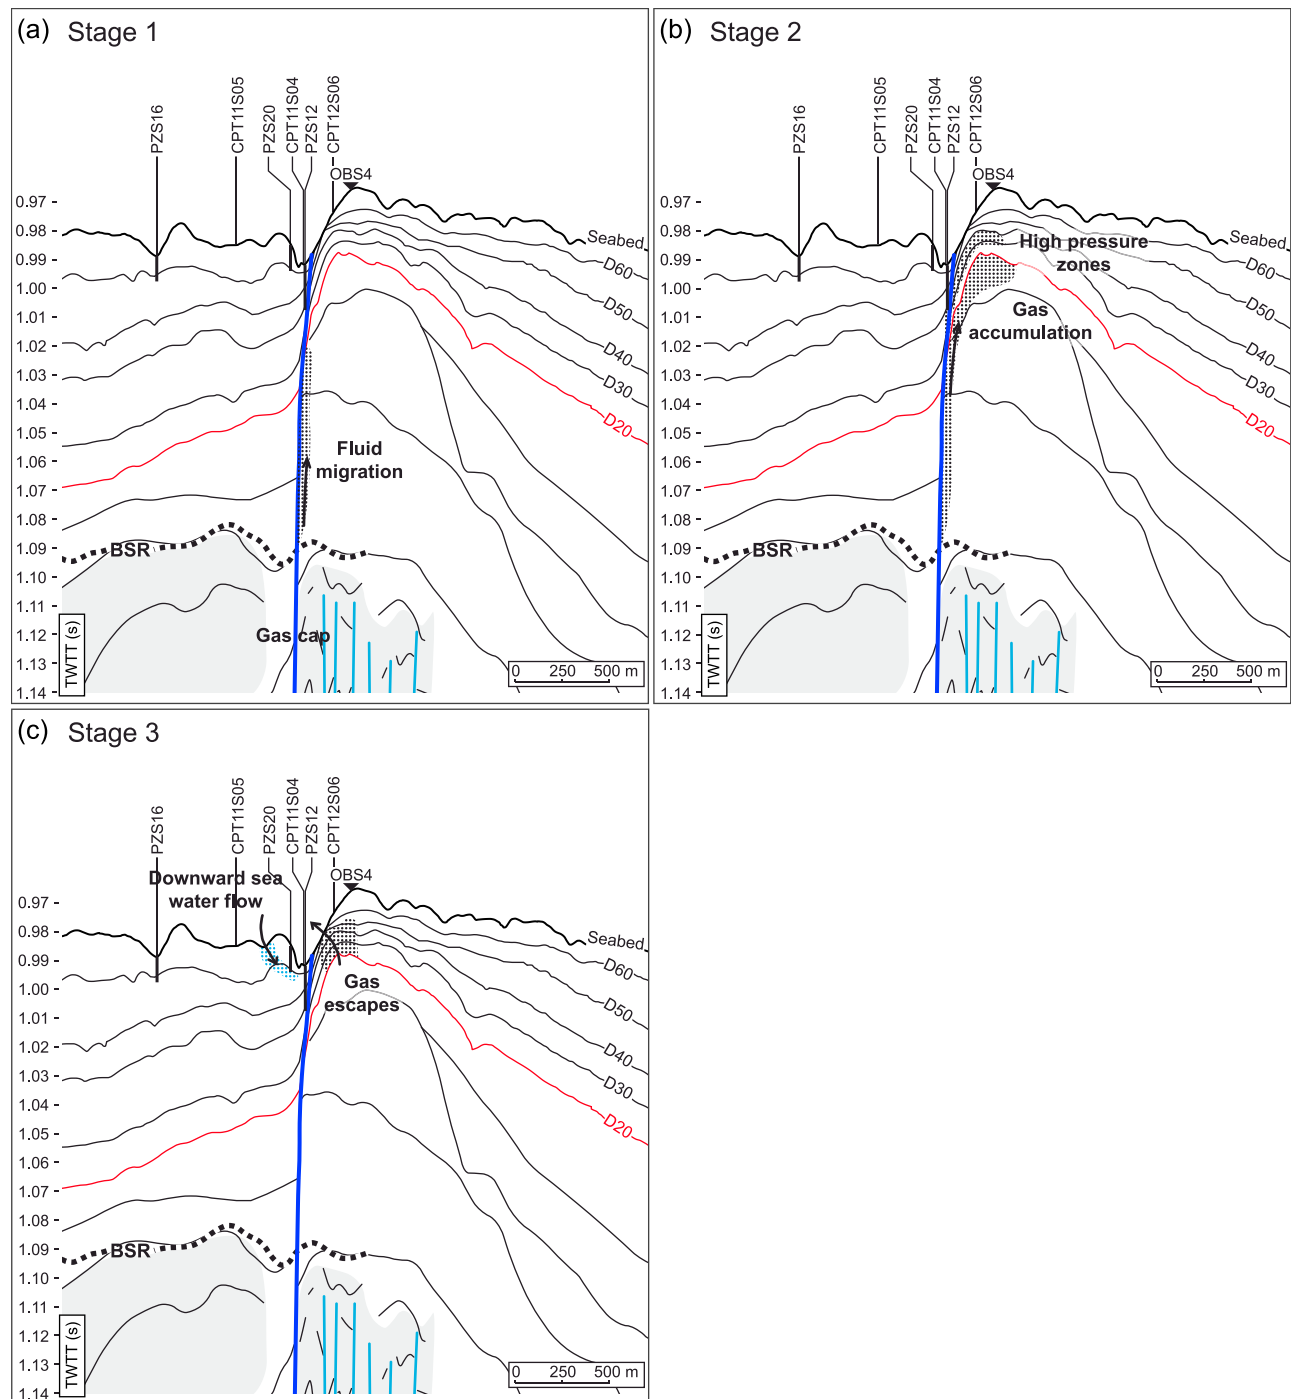 (a) Stage 1
PZS16
CPT11S05
PZS20
CPT11S04
PZS12
CPT12S06
OBS4
0.97
0.98
0.99
1.00
1.01
1.02
1.03
1.04
1.05
1.06
1.07
1.08
1.09
1.10
1.11
1.12
1.13
1.14
TWTT (s)
Seabed
D60
D50
D40
D30
D20
Fluid
migration
BSR
Gas cap
0 250 500 m
(b) Stage 2
PZS16
CPT11S05
PZS20
CPT11S04
PZS12
CPT12S06
OBS4
0.97
0.98
0.99
1.00
1.01
1.02
1.03
1.04
1.05
1.06
1.07
1.08
1.09
1.10
1.11
1.12
1.13
1.14
TWTT (s)
Seabed
D60
D50
D40
D30
D20
High pressure
zones
Gas
accumulation
BSR
0 250 500 m
(c) Stage 3
PZS16
CPT11S05
PZS20
CPT11S04
PZS12
CPT12S06
OBS4
Downward sea
water flow
0.97
0.98
0.99
1.00
1.01
1.02
1.03
1.04
1.05
1.06
1.07
1.08
1.09
1.10
1.11
1.12
1.13
1.14
TWTT (s)
Seabed
D60
D50
D40
D30
D20
Gas
escapes
BSR
0 250 500 m